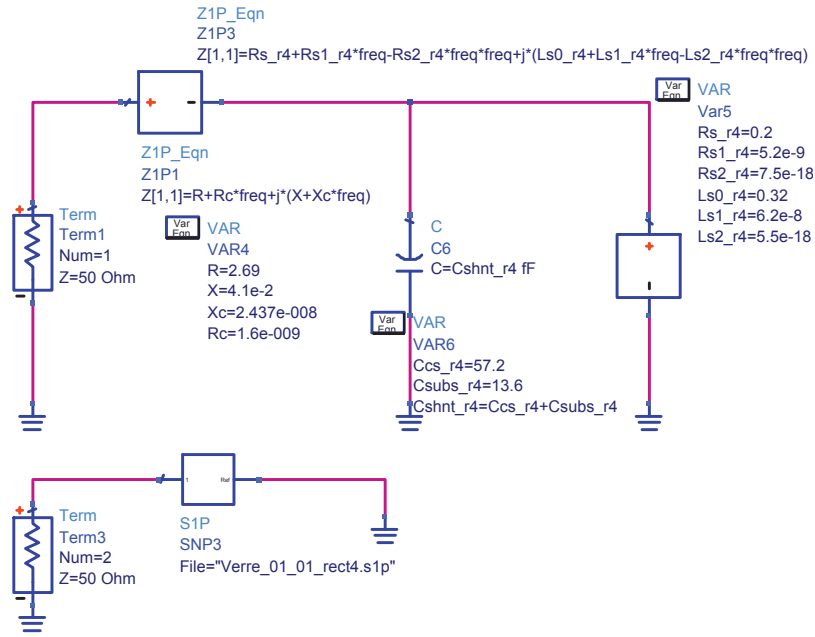 Z1P_Eqn
Z1P3
Z[1,1]=Rs_r4+Rs1_r4*freq-Rs2_r4*freq*freq+j*(Ls0_r4+Ls1_r4*freq-Ls2_r4*freq*freq)
+ -
Z1P_Eqn
Z1P1
Z[1,1]=R+Rc*freq+j*(X+Xc*freq)
Var
Eqn
VAR
VAR4
R=2.69
X=4.1e-2
Xc=2.437e-008
Rc=1.6e-009
+
-
Term
Term1
Num=1
Z=50 Ohm
C
C6
C=Cshnt_r4 fF
Var
Eqn
VAR
VAR6
Ccs_r4=57.2
Csubs_r4=13.6
Cshnt_r4=Ccs_r4+Csubs_r4
Var
Eqn
VAR
Var5
Rs_r4=0.2
Rs1_r4=5.2e-9
Rs2_r4=7.5e-18
Ls0_r4=0.32
Ls1_r4=6.2e-8
Ls2_r4=5.5e-18
+
-
+
-
Term
Term3
Num=2
Z=50 Ohm
1 Ref
S1P
SNP3
File="Verre_01_01_rect4.s1p"